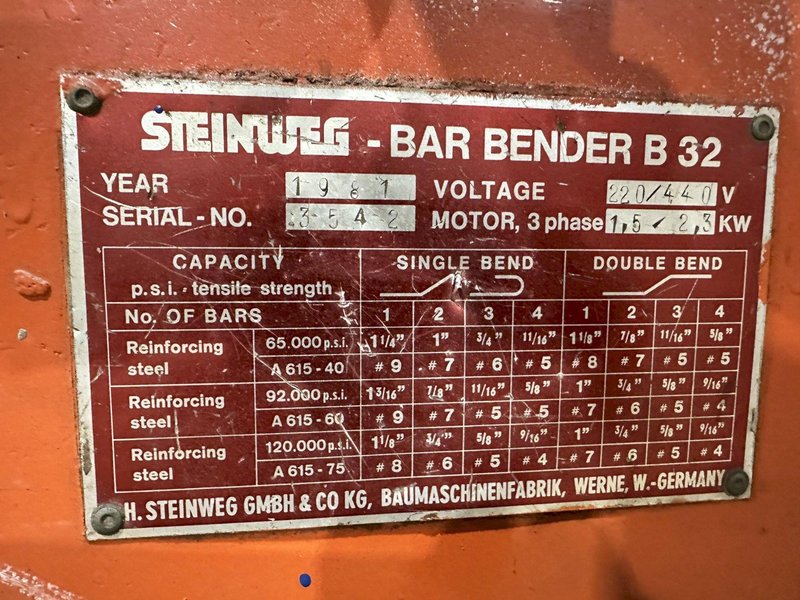 STEINWEG - BAR BENDER B 32
YEAR 1981 VOLTAGE 220/440 V
SERIAL - NO. 3542 MOTOR, 3 phase 1,5 / 2,3 KW
CAPACITY SINGLE BEND DOUBLE BEND
p.s.i. - tensile strength
No. OF BARS 1 2 3 4 1 2 3 4
Reinforcing steel 65.000 p.s.i. 1 1/4" 1" 3/4" 11/16" 1 1/8" 7/8" 11/16" 5/8"
A 615 - 40 # 9 # 7 # 6 # 5 # 8 # 7 # 5 # 5
Reinforcing steel 92.000 p.s.i. 1 3/16" 7/8" 11/16" 5/8" 1" 3/4" 5/8" 9/16"
A 615 - 60 # 9 # 7 # 5 # 5 # 7 # 6 # 5 # 4
Reinforcing steel 120.000 p.s.i. 1 1/8" 3/4" 5/8" 9/16" 1" 3/4" 5/8" 9/16"
A 615 - 75 # 8 # 6 # 5 # 4 # 7 # 6 # 5 # 4
H. STEINWEG GMBH & CO KG, BAUMASCHINENFABRIK, WERNE, W.-GERMANY